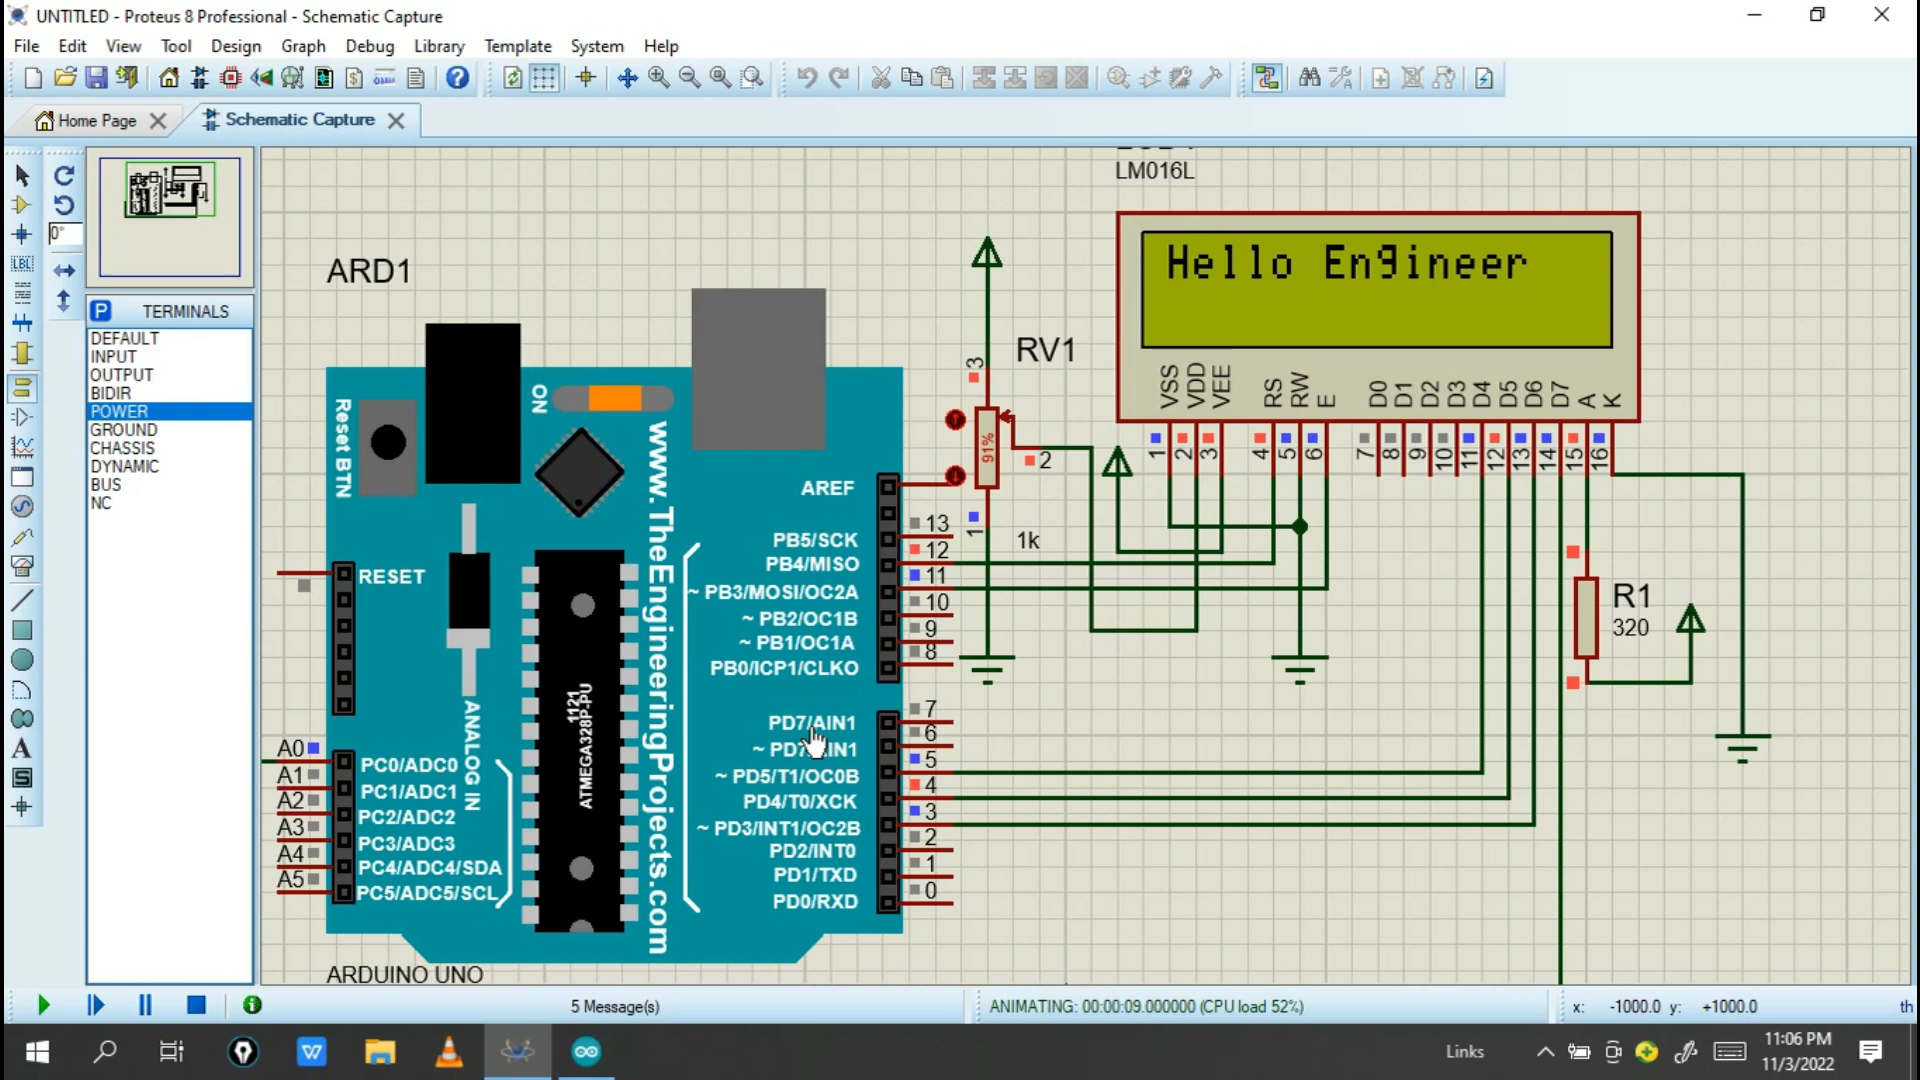 UNTITLED - Proteus 8 Professional - Schematic Capture
File Edit View Tool Design Graph Debug Library Template System Help
Home Page
Schematic Capture
0°
LBL
P TERMINALS
DEFAULT
INPUT
OUTPUT
BIDIR
POWER
GROUND
CHASSIS
DYNAMIC
BUS
NC
A
S
ARD1
Reset BTN
ON
www.TheEngineeringProjects.com
RESET
ANALOG IN
1121
ATMEGA328P-PU
A0 PC0/ADC0
A1 PC1/ADC1
A2 PC2/ADC2
A3 PC3/ADC3
A4 PC4/ADC4/SDA
A5 PC5/ADC5/SCL
AREF
PB5/SCK 13
PB4/MISO 12
~ PB3/MOSI/OC2A 11
~ PB2/OC1B 10
~ PB1/OC1A 9
PB0/ICP1/CLKO 8
PD7/AIN1 7
~ 6
~ PD5/T1/OC0B 5
PD4/T0/XCK 4
~ PD3/INT1/OC2B 3
PD2/INT0 2
PD1/TXD 1
PD0/RXD 0
ARDUINO UNO
RV1
3
91%
2
1
1k
LM016L
Hello Engineer
VSS VDD VEE RS RW E D0 D1 D2 D3 D4 D5 D6 D7 A K
1 2 3 4 5 6 7 8 9 10 11 12 13 14 15 16
R1
320
5 Message(s)
ANIMATING: 00:00:09.000000 (CPU load 52%)
x: -1000.0 y: +1000.0 th
Links
11:06 PM
11/3/2022